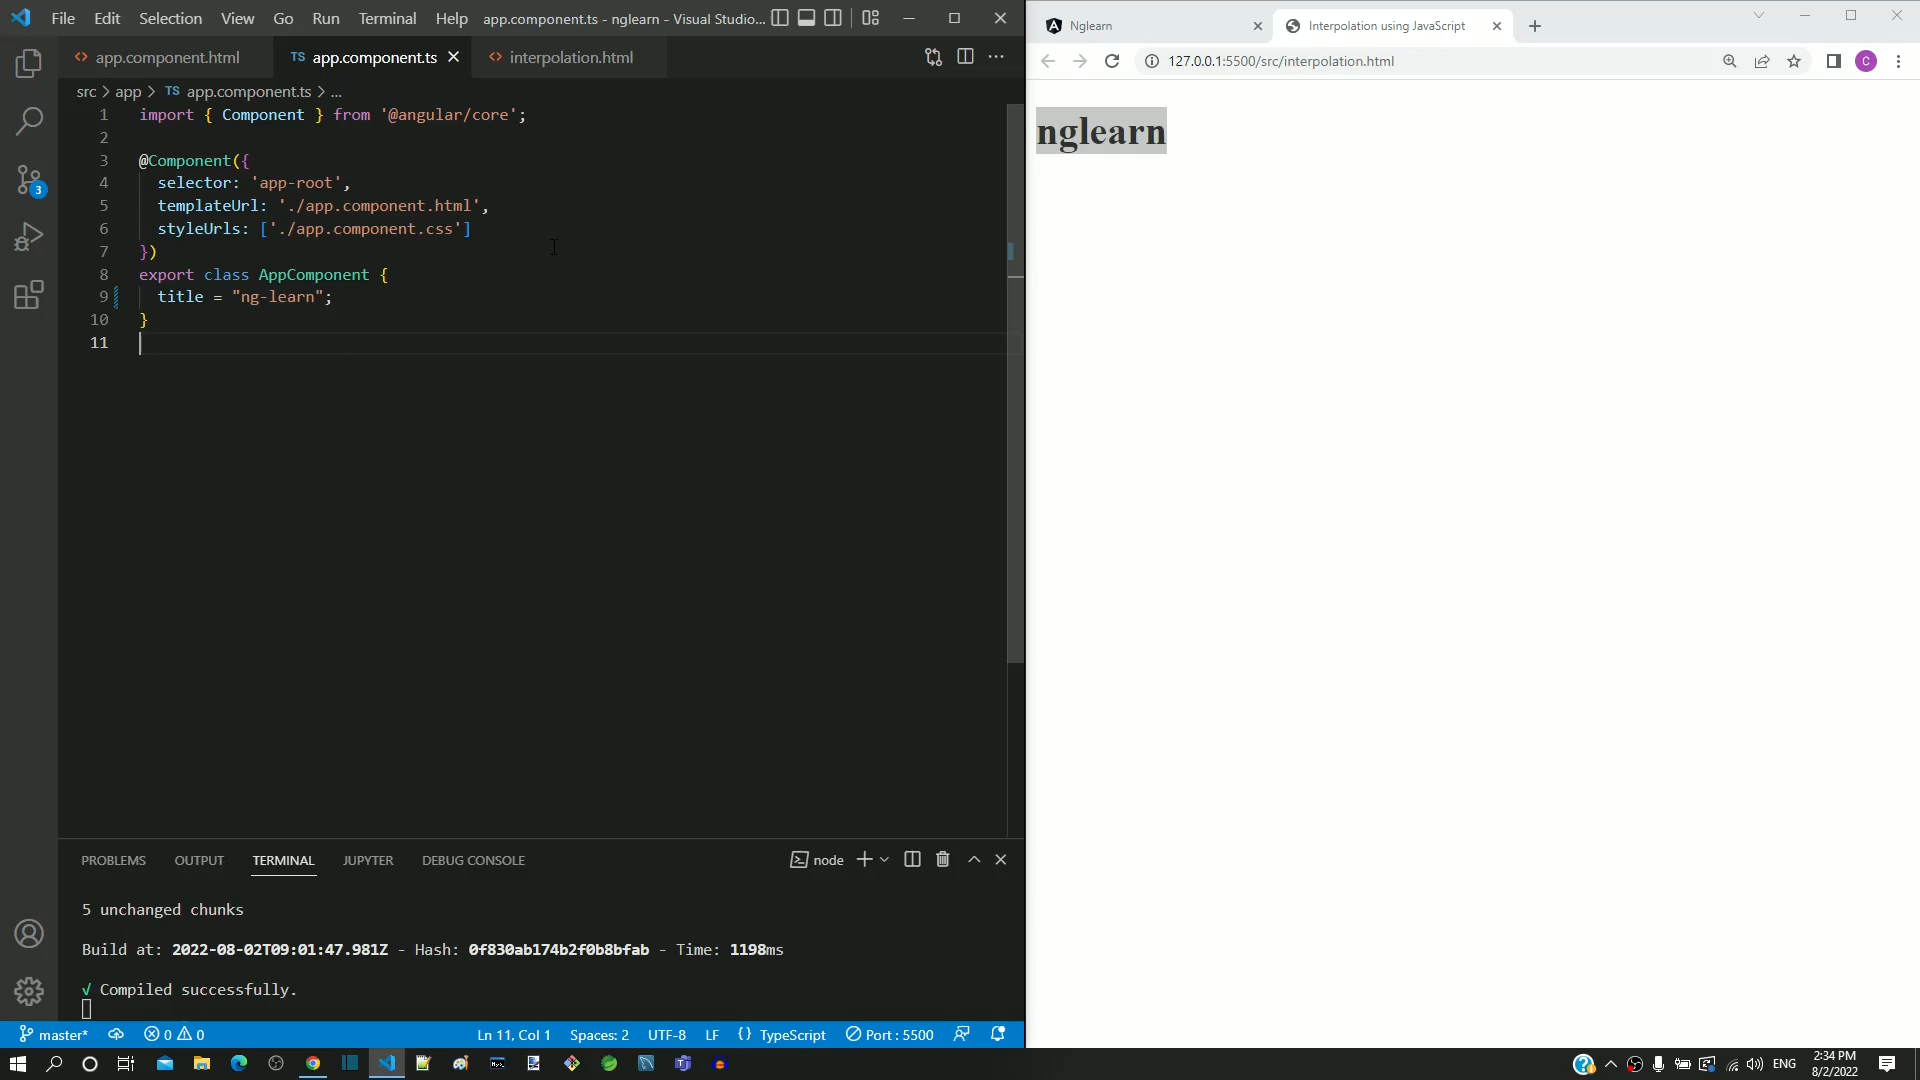 File Edit Selection View Go Run Terminal Help app.component.ts - nglearn - Visual Studio...
app.component.html
TS app.component.ts
interpolation.html
src > app > TS app.component.ts > ...
1 import { Component } from '@angular/core';
2
3 @Component({
4 selector: 'app-root',
5 templateUrl: './app.component.html',
6 styleUrls: ['./app.component.css']
7 })
8 export class AppComponent {
9 title = "ng-learn";
10 }
11
3
PROBLEMS OUTPUT TERMINAL JUPYTER DEBUG CONSOLE
node
5 unchanged chunks
Build at: 2022-08-02T09:01:47.981Z - Hash: 0f830ab174b2f0b8bfab - Time: 1198ms
√ Compiled successfully.
master* 0 0 Ln 11, Col 1 Spaces: 2 UTF-8 LF {} TypeScript Port : 5500
Nglearn
Interpolation using JavaScript
127.0.0.1:5500/src/interpolation.html
C
nglearn
ENG
2:34 PM
8/2/2022